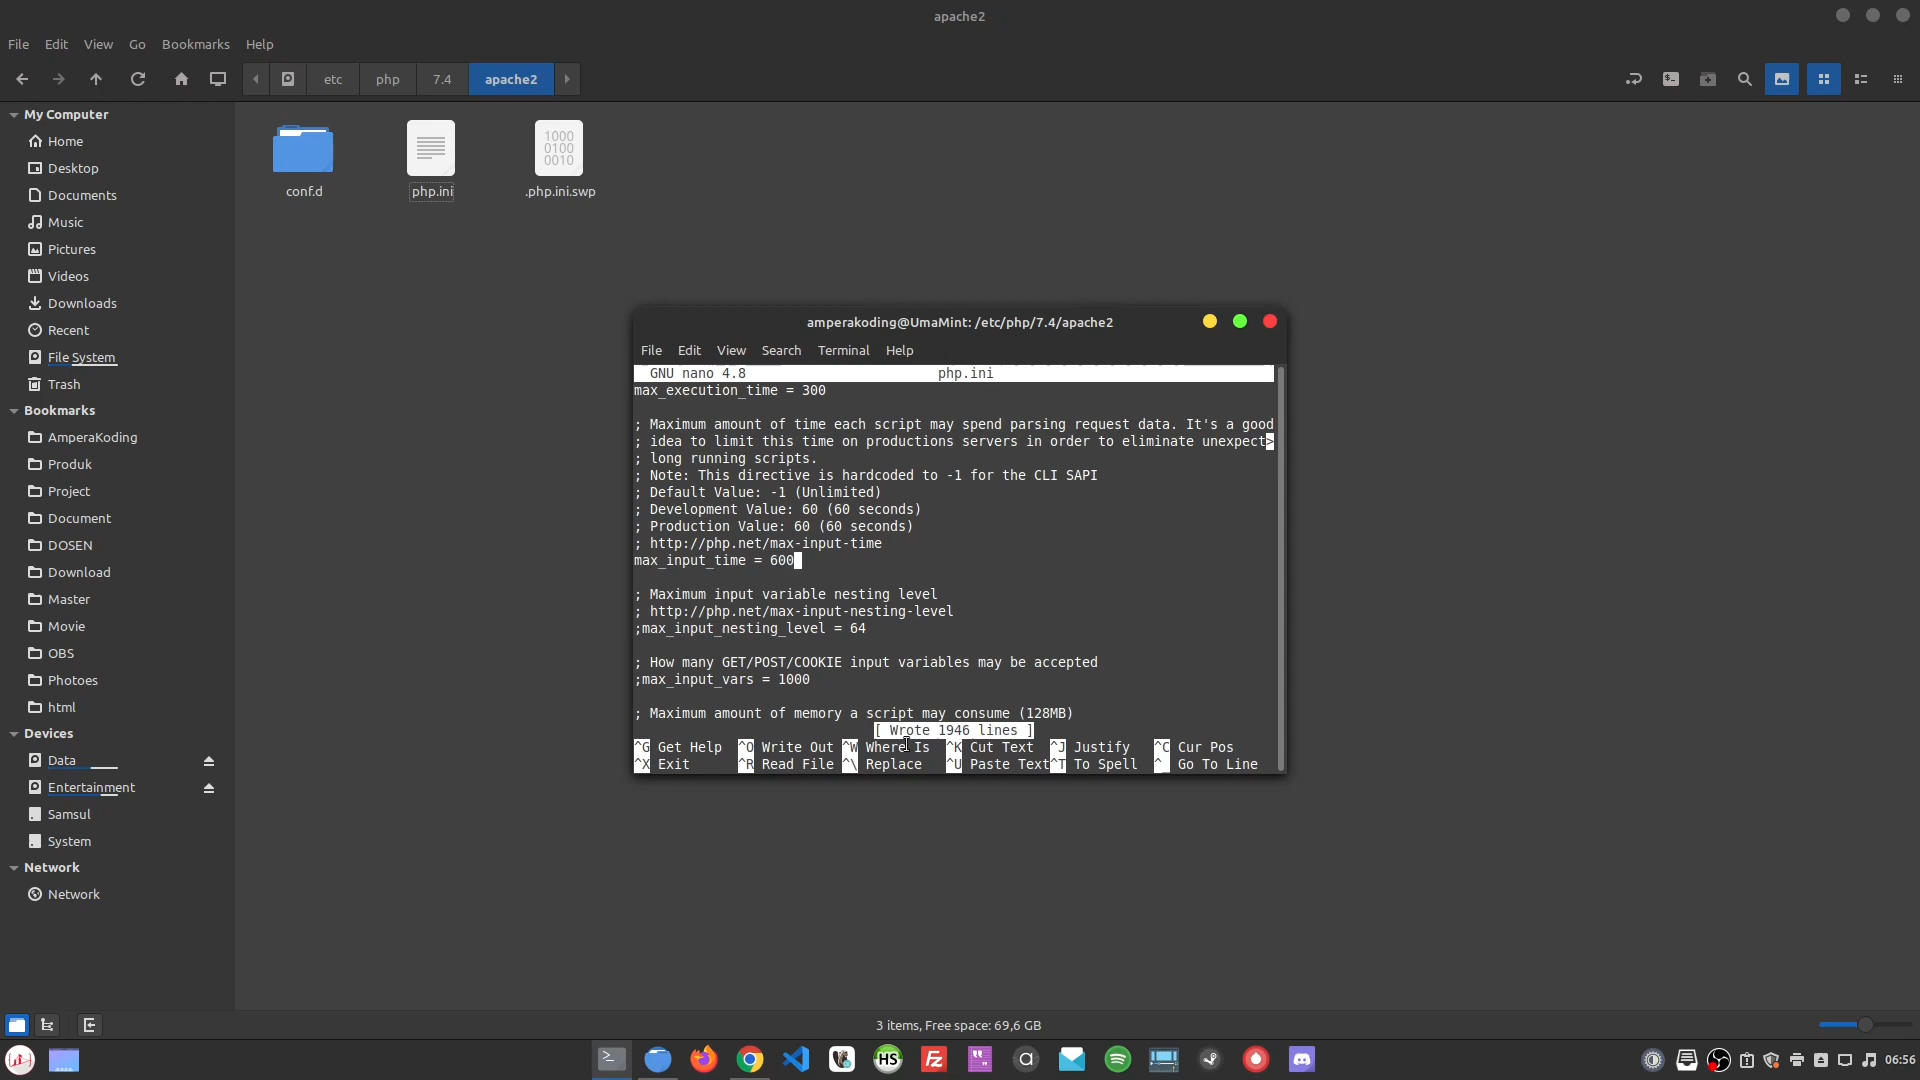 apache2
File Edit View Go Bookmarks Help
etc php 7.4 apache2
My Computer
Home
Desktop
Documents
Music
Pictures
Videos
Downloads
Recent
File System
Trash
Bookmarks
AmperaKoding
Produk
Project
Document
DOSEN
Download
Master
Movie
OBS
Photoes
html
Devices
Data
Entertainment
Samsul
System
Network
Network
1000
0100
0010
conf.d php.ini .php.ini.swp
amperakoding@UmaMint: /etc/php/7.4/apache2
File Edit View Search Terminal Help
GNU nano 4.8 php.ini
max_execution_time = 300
; Maximum amount of time each script may spend parsing request data. It's a good
; idea to limit this time on productions servers in order to eliminate unexpect>
; long running scripts.
; Note: This directive is hardcoded to -1 for the CLI SAPI
; Default Value: -1 (Unlimited)
; Development Value: 60 (60 seconds)
; Production Value: 60 (60 seconds)
; http://php.net/max-input-time
max_input_time = 600
; Maximum input variable nesting level
; http://php.net/max-input-nesting-level
;max_input_nesting_level = 64
; How many GET/POST/COOKIE input variables may be accepted
;max_input_vars = 1000
; Maximum amount of memory a script may consume (128MB)
[ Wrote 1946 lines ]
^G Get Help ^O Write Out ^W Where Is ^K Cut Text ^J Justify ^C Cur Pos
^X Exit ^R Read File ^\ Replace ^U Paste Text ^T To Spell ^_ Go To Line
3 items, Free space: 69,6 GB
HS
FZ
a
06:56